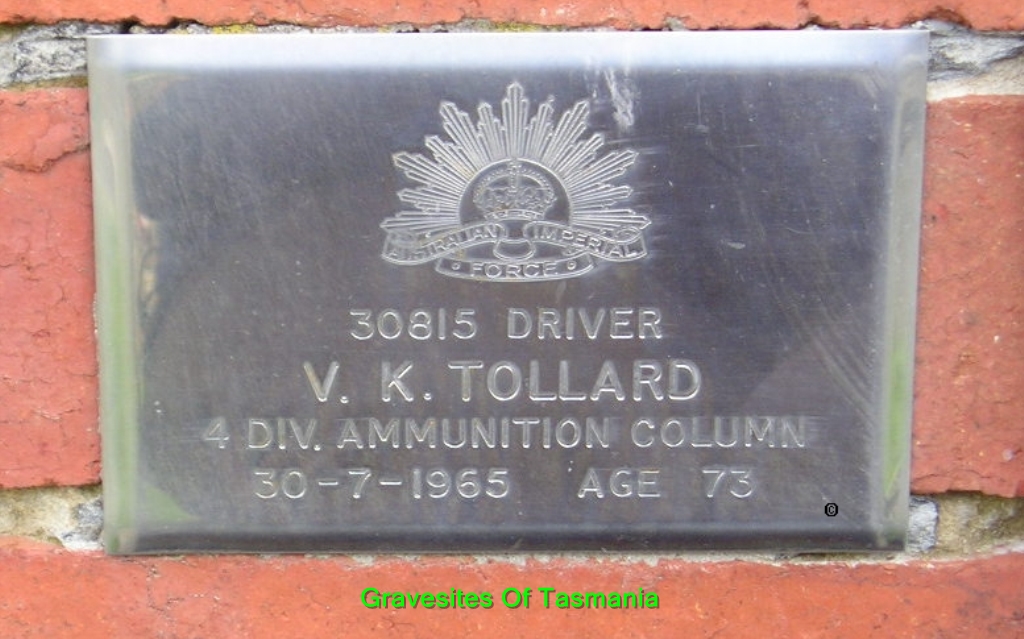 AUSTRALIAN IMPERIAL
FORCE
30815 DRIVER
V. K. TOLLARD
4 DIV. AMMUNITION COLUMN
30-7-1965 AGE 73
©
Gravesites Of Tasmania